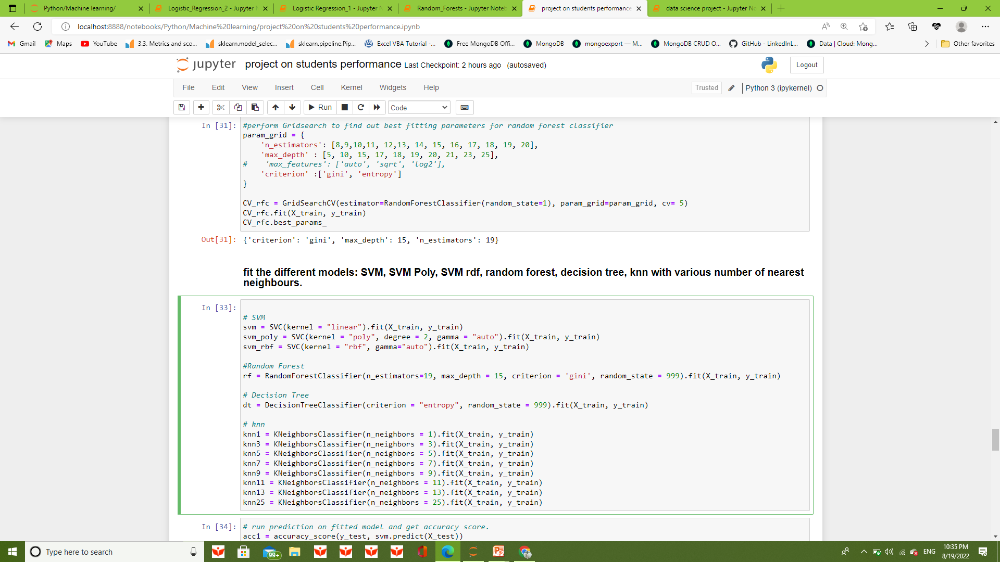 Python/Machine learning/
Logistic_Regression_2 - Jupyter N
Logistic Regression_1 - Jupyter N
Random_Forests - Jupyter Noteb
project on students performance
data science project - Jupyter No
localhost:8888/notebooks/Python/Machine%20learning/project%20on%20students%20performance.ipynb
Gmail
Maps
YouTube
3.3. Metrics and sco...
sklearn.model_selec...
sklearn.pipeline.Pip...
Excel VBA Tutorial -...
Free MongoDB Offi...
MongoDB
mongoexport — M...
MongoDB CRUD O...
GitHub - LinkedInL...
Data | Cloud: Mong...
Other favorites
jupyter project on students performance Last Checkpoint: 2 hours ago (autosaved)
Logout
File Edit View Insert Cell Kernel Widgets Help
Trusted
Python 3 (ipykernel)
Run
Code
In [31]: #perform Gridsearch to find out best fitting parameters for random forest classifier
param_grid = {
'n_estimators': [8,9,10,11, 12,13, 14, 15, 16, 17, 18, 19, 20],
'max_depth' : [5, 10, 15, 17, 18, 19, 20, 21, 23, 25],
#    'max_features': ['auto', 'sqrt', 'log2'],
'criterion' :['gini', 'entropy']
}
CV_rfc = GridSearchCV(estimator=RandomForestClassifier(random_state=1), param_grid=param_grid, cv= 5)
CV_rfc.fit(X_train, y_train)
CV_rfc.best_params_
Out[31]: {'criterion': 'gini', 'max_depth': 15, 'n_estimators': 19}
fit the different models: SVM, SVM Poly, SVM rdf, random forest, decision tree, knn with various number of nearest
neighbours.
In [33]:
# SVM
svm = SVC(kernel = "linear").fit(X_train, y_train)
svm_poly = SVC(kernel = "poly", degree = 2, gamma = "auto").fit(X_train, y_train)
svm_rbf = SVC(kernel = "rbf", gamma="auto").fit(X_train, y_train)
#Random Forest
rf = RandomForestClassifier(n_estimators=19, max_depth = 15, criterion = 'gini', random_state = 999).fit(X_train, y_train)
# Decision Tree
dt = DecisionTreeClassifier(criterion = "entropy", random_state = 999).fit(X_train, y_train)
# knn
knn1 = KNeighborsClassifier(n_neighbors = 1).fit(X_train, y_train)
knn3 = KNeighborsClassifier(n_neighbors = 3).fit(X_train, y_train)
knn5 = KNeighborsClassifier(n_neighbors = 5).fit(X_train, y_train)
knn7 = KNeighborsClassifier(n_neighbors = 7).fit(X_train, y_train)
knn9 = KNeighborsClassifier(n_neighbors = 9).fit(X_train, y_train)
knn11 = KNeighborsClassifier(n_neighbors = 11).fit(X_train, y_train)
knn13 = KNeighborsClassifier(n_neighbors = 13).fit(X_train, y_train)
knn25 = KNeighborsClassifier(n_neighbors = 25).fit(X_train, y_train)
In [34]: # run prediction on fitted model and get accuracy score.
acc1 = accuracy_score(y_test, svm.predict(X_test))
Type here to search
99+
ENG
10:35 PM
8/19/2022